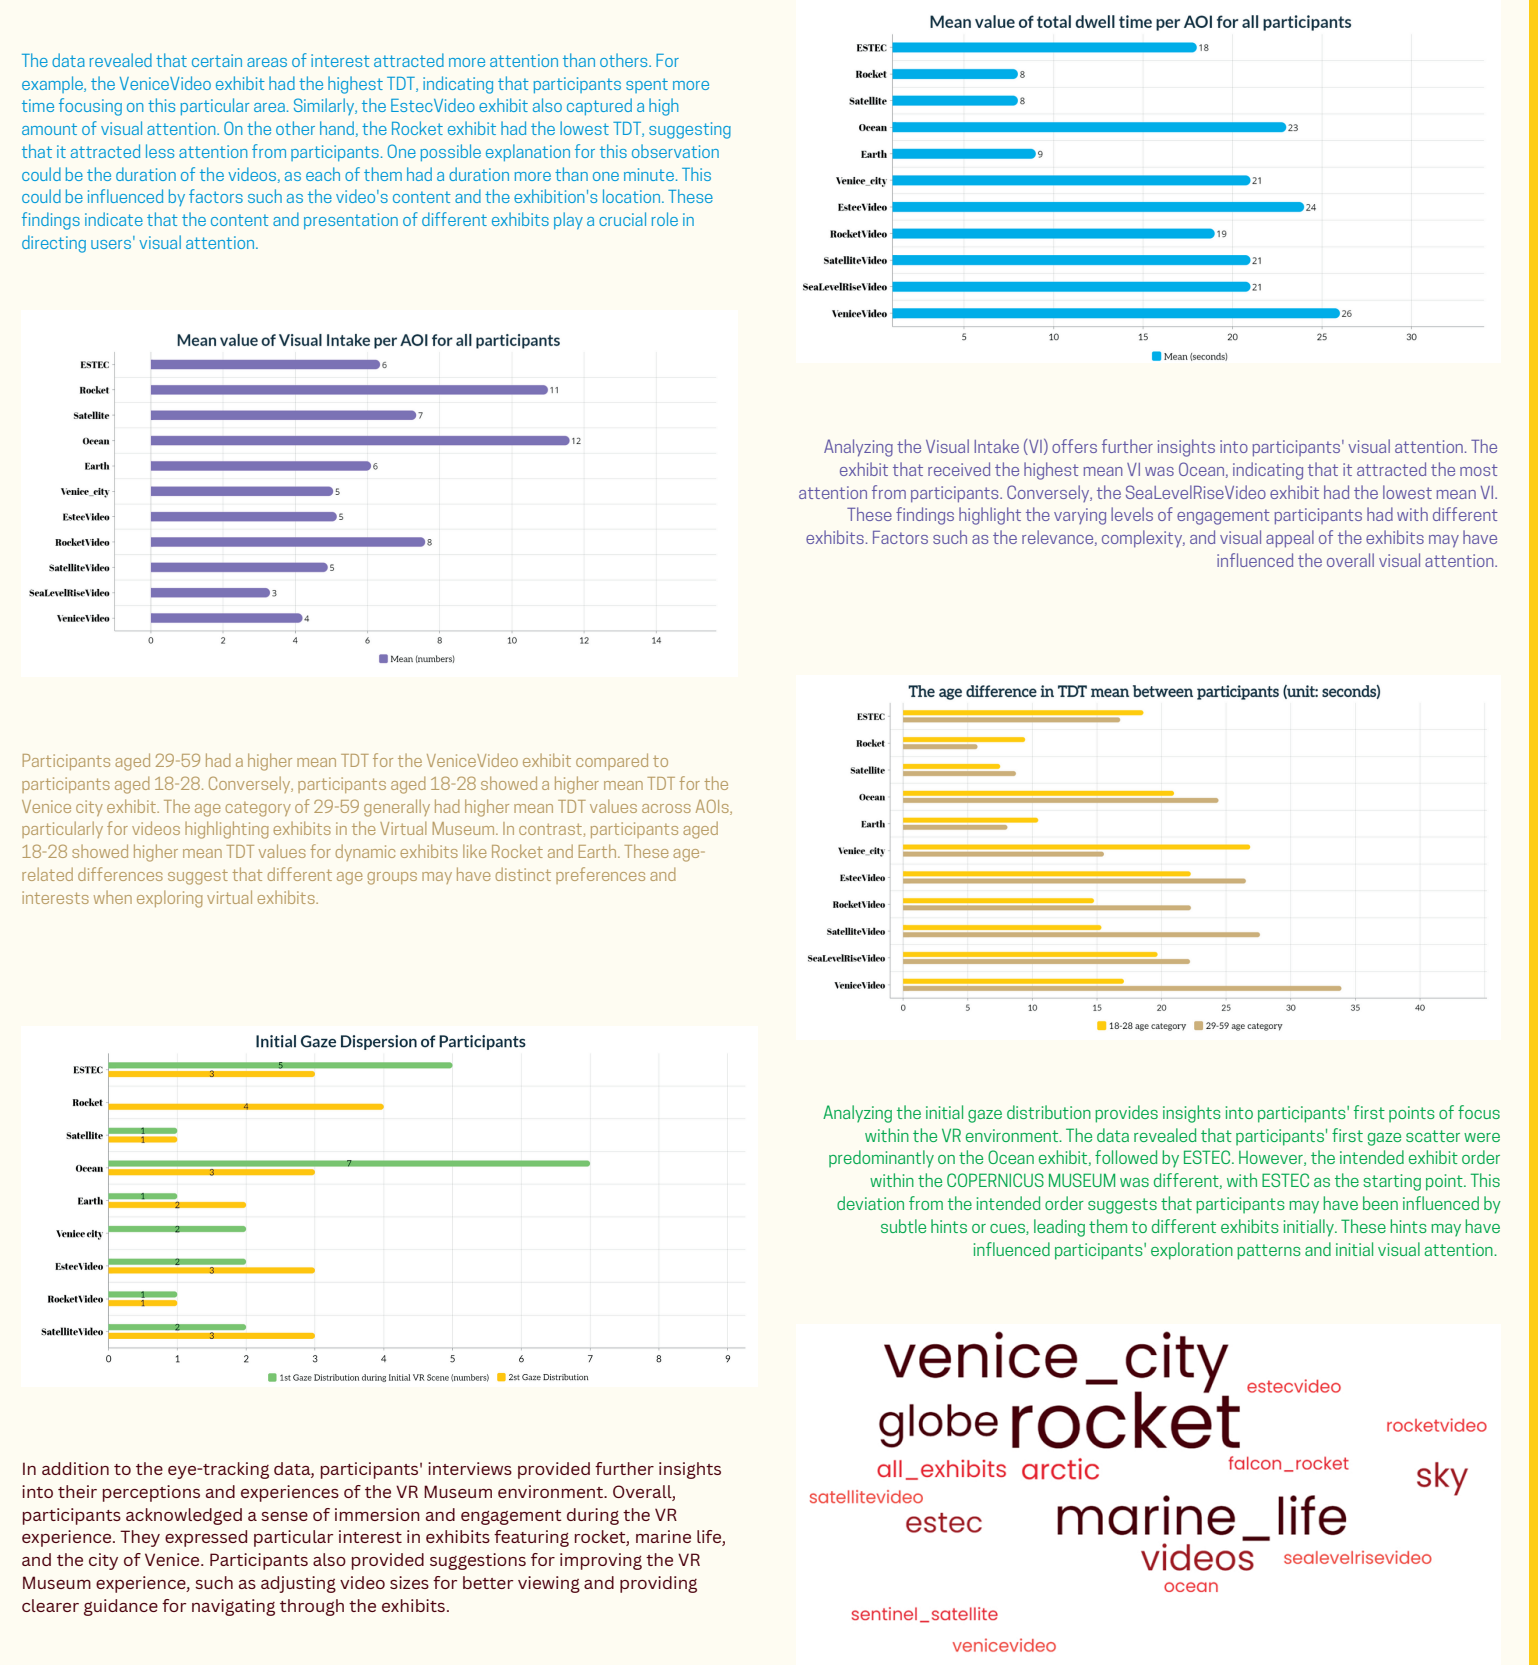 The data revealed that certain areas of interest attracted more attention than others. For
example, the VeniceVideo exhibit had the highest TDT, indicating that participants spent more
time focusing on this particular area. Similarly, the EstecVideo exhibit also captured a high
amount of visual attention. On the other hand, the Rocket exhibit had the lowest TDT, suggesting
that it attracted less attention from participants. One possible explanation for this observation
could be the duration of the videos, as each of them had a duration more than one minute. This
could be influenced by factors such as the video's content and the exhibition's location. These
findings indicate that the content and presentation of different exhibits play a crucial role in
directing users' visual attention.
Mean value of total dwell time per AOI for all participants
ESTEC 18
Rocket 8
Satellite 8
Ocean 23
Earth 9
Venice_city 21
EstecVideo 24
RocketVideo 19
SatelliteVideo 21
SeaLevelRiseVideo 21
VeniceVideo 26
5 10 15 20 25 30
Mean (seconds)
Mean value of Visual Intake per AOI for all participants
ESTEC 6
Rocket 11
Satellite 7
Ocean 12
Earth 6
Venice_city 5
EstecVideo 5
RocketVideo 8
SatelliteVideo 5
SeaLevelRiseVideo 3
VeniceVideo 4
0 2 4 6 8 10 12 14
Mean (numbers)
Analyzing the Visual Intake (VI) offers further insights into participants' visual attention. The
exhibit that received the highest mean VI was Ocean, indicating that it attracted the most
attention from participants. Conversely, the SeaLevelRiseVideo exhibit had the lowest mean VI.
These findings highlight the varying levels of engagement participants had with different
exhibits. Factors such as the relevance, complexity, and visual appeal of the exhibits may have
influenced the overall visual attention.
Participants aged 29-59 had a higher mean TDT for the VeniceVideo exhibit compared to
participants aged 18-28. Conversely, participants aged 18-28 showed a higher mean TDT for the
Venice city exhibit. The age category of 29-59 generally had higher mean TDT values across AOIs,
particularly for videos highlighting exhibits in the Virtual Museum. In contrast, participants aged
18-28 showed higher mean TDT values for dynamic exhibits like Rocket and Earth. These age-
related differences suggest that different age groups may have distinct preferences and
interests when exploring virtual exhibits.
The age difference in TDT mean between participants (unit: seconds)
ESTEC
Rocket
Satellite
Ocean
Earth
Venice_city
EstecVideo
RocketVideo
SatelliteVideo
SeaLevelRiseVideo
VeniceVideo
0 5 10 15 20 25 30 35 40
18-28 age category 29-59 age category
Initial Gaze Dispersion of Participants
ESTEC 5 3
Rocket 4
Satellite 1 1
Ocean 7 3
Earth 1 2
Venice city 2
EstecVideo 2 3
RocketVideo 1 1
SatelliteVideo 2 3
0 1 2 3 4 5 6 7 8 9
1st Gaze Distribution during Initial VR Scene (numbers) 2st Gaze Distribution
Analyzing the initial gaze distribution provides insights into participants' first points of focus
within the VR environment. The data revealed that participants' first gaze scatter were
predominantly on the Ocean exhibit, followed by ESTEC. However, the intended exhibit order
within the COPERNICUS MUSEUM was different, with ESTEC as the starting point. This
deviation from the intended order suggests that participants may have been influenced by
subtle hints or cues, leading them to different exhibits initially. These hints may have
influenced participants' exploration patterns and initial visual attention.
In addition to the eye-tracking data, participants' interviews provided further insights
into their perceptions and experiences of the VR Museum environment. Overall,
participants acknowledged a sense of immersion and engagement during the VR
experience. They expressed particular interest in exhibits featuring rocket, marine life,
and the city of Venice. Participants also provided suggestions for improving the VR
Museum experience, such as adjusting video sizes for better viewing and providing
clearer guidance for navigating through the exhibits.
venice_city
estecvideo
globe rocket
rocketvideo
all_exhibits arctic falcon_rocket
sky
satellitevideo
estec marine_life
videos sealevelrisevideo
ocean
sentinel_satellite
venicevideo